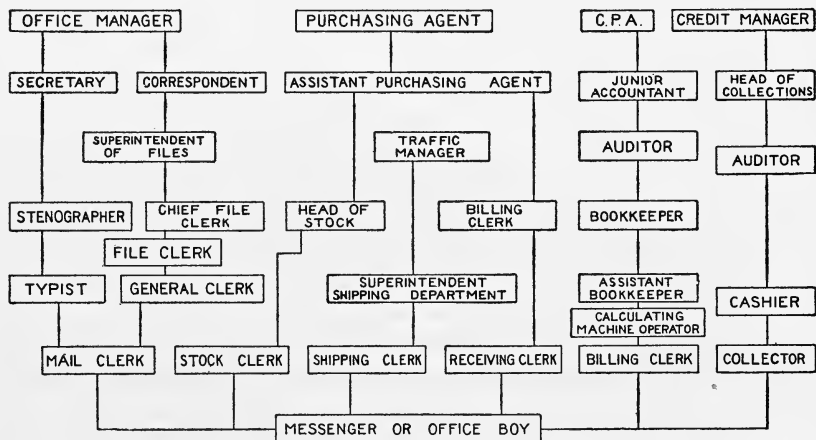 OFFICE MANAGER
PURCHASING AGENT
C.P.A.
CREDIT MANAGER
SECRETARY
CORRESPONDENT
ASSISTANT PURCHASING AGENT
JUNIOR
ACCOUNTANT
HEAD OF
COLLECTIONS
SUPERINTENDENT
OF FILES
TRAFFIC
MANAGER
AUDITOR
AUDITOR
STENOGRAPHER
CHIEF FILE
CLERK
HEAD OF
STOCK
BILLING
CLERK
BOOKKEEPER
FILE CLERK
TYPIST
GENERAL CLERK
SUPERINTENDENT
SHIPPING DEPARTMENT
ASSISTANT
BOOKKEEPER
CASHIER
CALCULATING
MACHINE OPERATOR
MAIL CLERK
STOCK CLERK
SHIPPING CLERK
RECEIVING CLERK
BILLING CLERK
COLLECTOR
MESSENGER OR OFFICE BOY